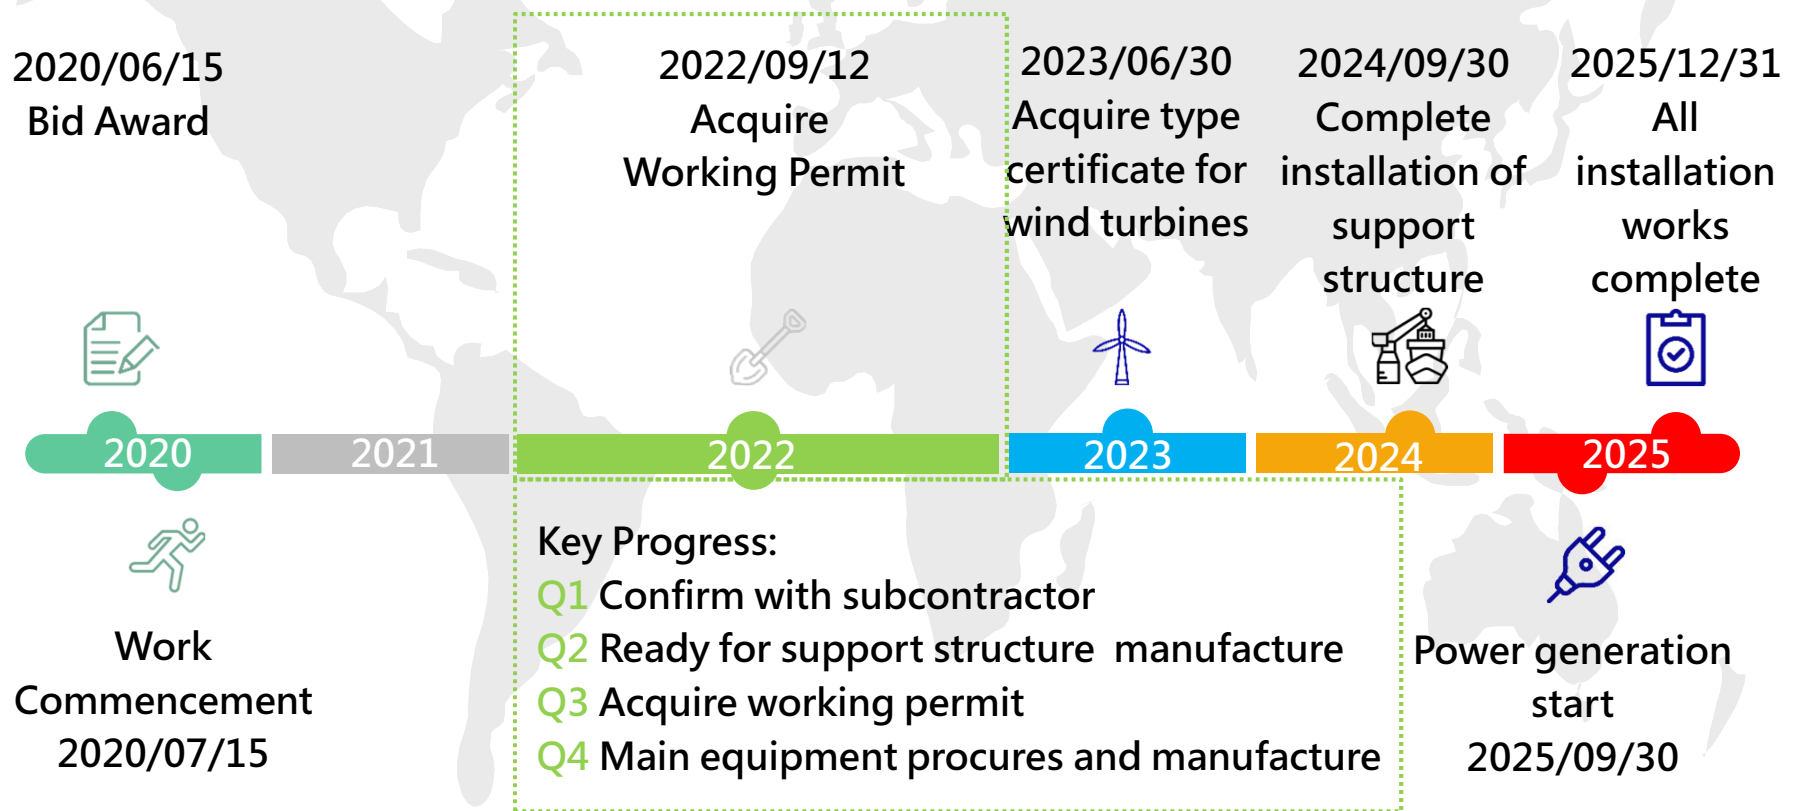 2020/06/15
Bid Award
2022/09/12
Acquire
Working Permit
2023/06/30
Acquire type
certificate for
wind turbines
2024/09/30
Complete
installation of
support
structure
2025/12/31
All
installation
works
complete
2020
2021
2022
2023
2024
2025
Work
Commencement
2020/07/15
Key Progress:
Q1 Confirm with subcontractor
Q2 Ready for support structure manufacture
Q3 Acquire working permit
Q4 Main equipment procures and manufacture
Power generation
start
2025/09/30